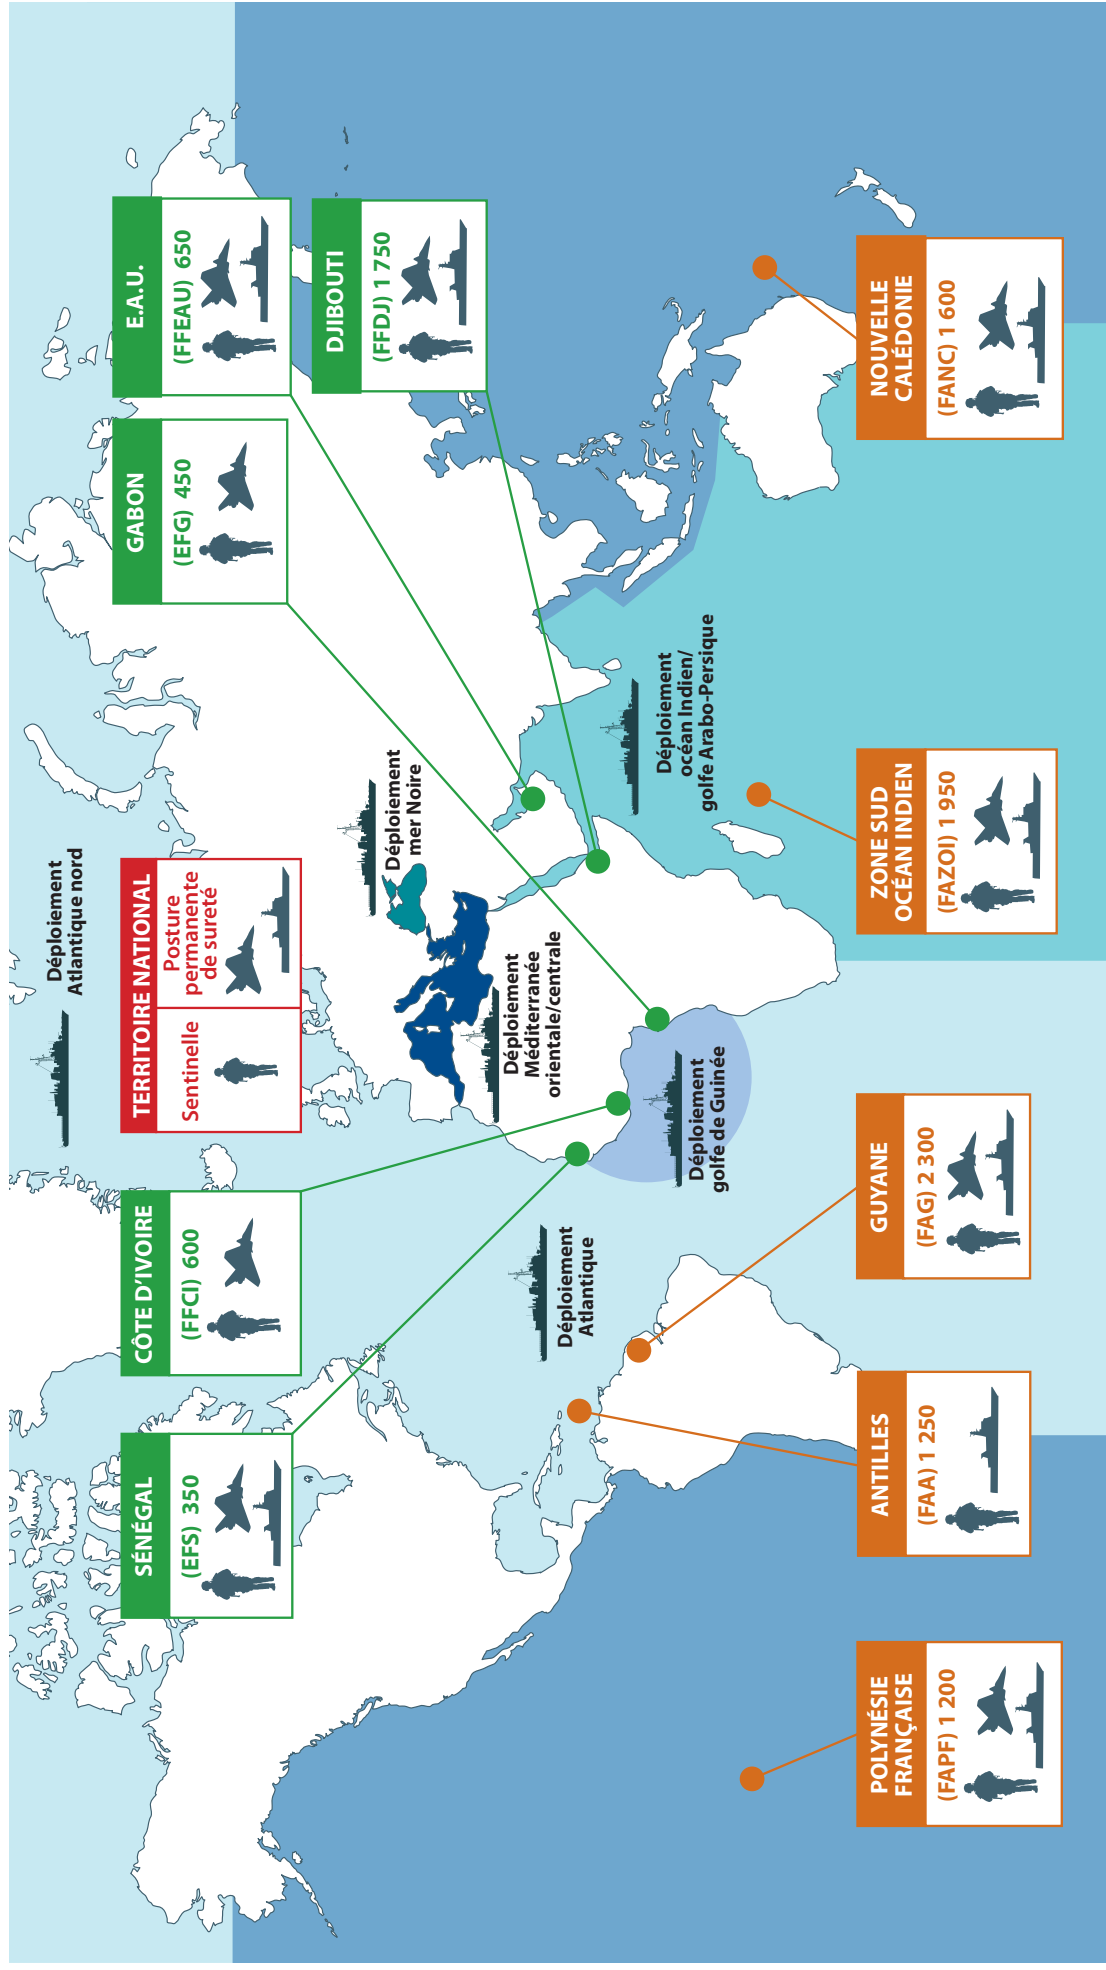 Déploiement
Atlantique nord
SÉNÉGAL
(EFS) 350
CÔTE D'IVOIRE
(FFCI) 600
TERRITOIRE NATIONAL
Sentinelle
Posture
permanente
de sureté
GABON
(EFG) 450
E.A.U.
(FFEAU) 650
DJIBOUTI
(FFDJ) 1 750
Déploiement
mer Noire
Déploiement
Méditerranée
orientale/centrale
Déploiement
Atlantique
Déploiement
golfe de Guinée
Déploiement
océan Indien/
golfe Arabo-Persique
POLYNÉSIE
FRANÇAISE
(FAPF) 1 200
ANTILLES
(FAA) 1 250
GUYANE
(FAG) 2 300
ZONE SUD
OCÉAN INDIEN
(FAZOI) 1 950
NOUVELLE
CALÉDONIE
(FANC) 1 600